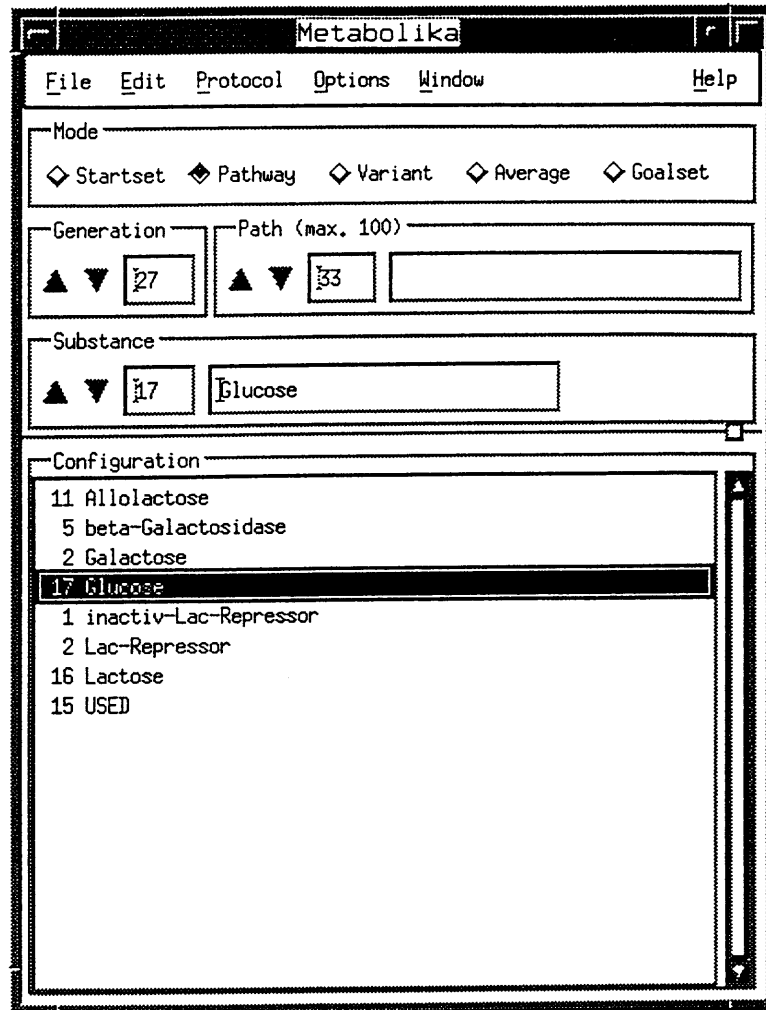 Metabolika
File Edit Protocol Options Window Help
Mode
Startset Pathway Variant Average Goalset
Generation Path (max. 100)
27 33
Substance
17 Glucose
Configuration
11 Allolactose
5 beta-Galactosidase
2 Galactose
17 Glucose
1 inactiv-Lac-Repressor
2 Lac-Repressor
16 Lactose
15 USED